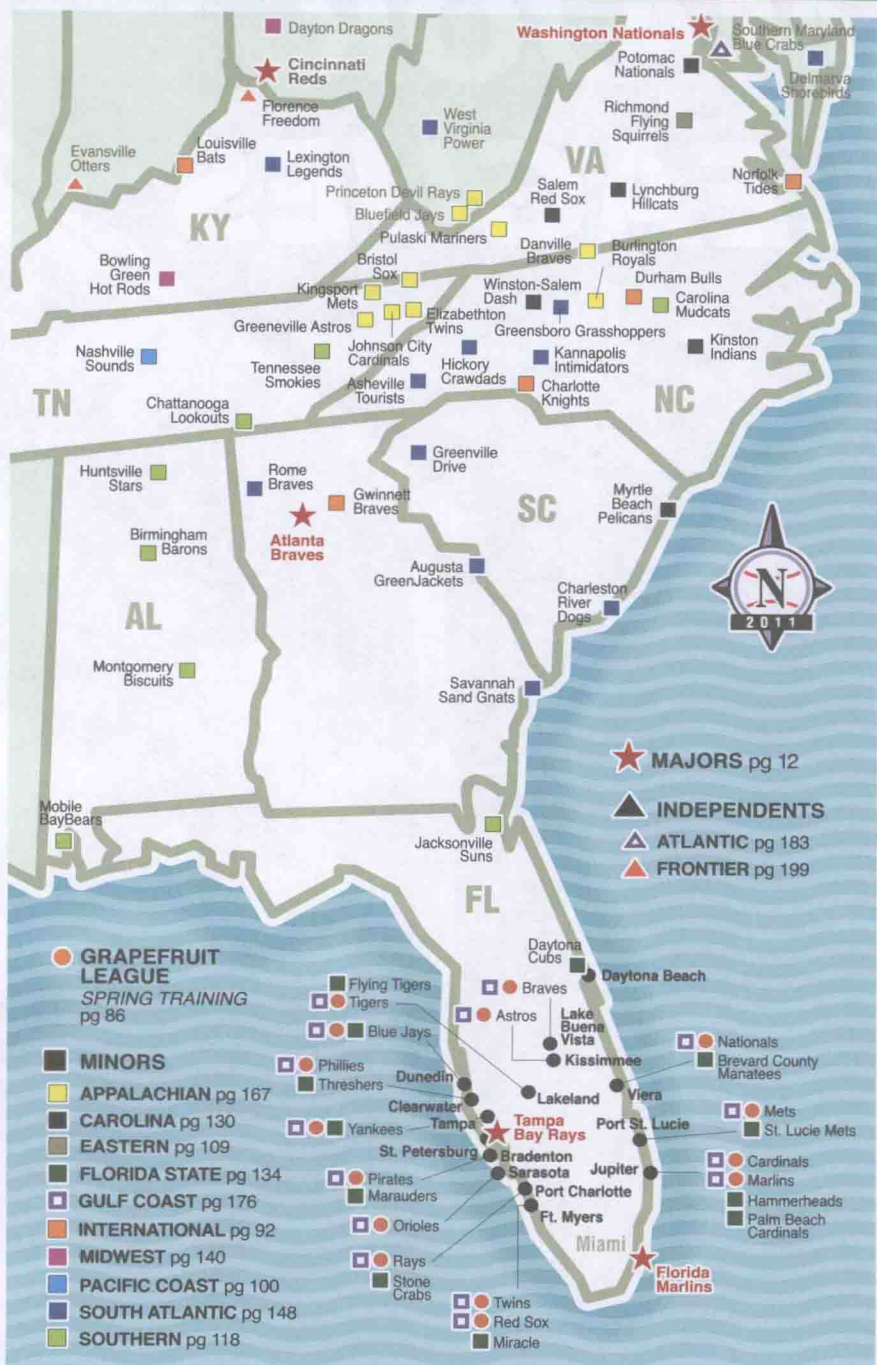 Dayton Dragons
Cincinnati
Reds
Florence
Freedom
Evansville
Otters
Louisville
Bats
Lexington
Legends
KY
Bowling
Green
Hot Rods
Washington Nationals
Southern Maryland
Blue Crabs
Potomac
Nationals
Delmarva
Shorebirds
Richmond
Flying
Squirrels
West
Virginia
Power
VA
Norfolk
Tides
Salem
Red Sox
Lynchburg
Hillcats
Princeton Devil Rays
Bluefield Jays
Pulaski Mariners
Danville
Braves
Burlington
Royals
Bristol
Sox
Kingsport
Mets
Greeneville Astros
Elizabethton
Twins
Johnson City
Cardinals
Winston-Salem
Dash
Durham Bulls
Carolina
Mudcats
Greensboro Grasshoppers
Kinston
Indians
Nashville
Sounds
Tennessee
Smokies
Asheville
Tourists
Hickory
Crawdads
Kannapolis
Intimidators
Charlotte
Knights
TN
NC
Chattanooga
Lookouts
Huntsville
Stars
Rome
Braves
Gwinnett
Braves
Atlanta
Braves
Greenville
Drive
SC
Myrtle
Beach
Pelicans
Birmingham
Barons
Augusta
GreenJackets
Charleston
River
Dogs
AL
Montgomery
Biscuits
Savannah
Sand Gnats
N
2011
Mobile
BayBears
Jacksonville
Suns
FL
MAJORS pg 12
INDEPENDENTS
ATLANTIC pg 183
FRONTIER pg 199
GRAPEFRUIT
LEAGUE
SPRING TRAINING
pg 86
MINORS
APPALACHIAN pg 167
CAROLINA pg 130
EASTERN pg 109
FLORIDA STATE pg 134
GULF COAST pg 176
INTERNATIONAL pg 92
MIDWEST pg 140
PACIFIC COAST pg 100
SOUTH ATLANTIC pg 148
SOUTHERN pg 118
Daytona
Cubs
Daytona Beach
Flying Tigers
Tigers
Braves
Astros
Lake
Buena
Vista
Kissimmee
Blue Jays
Phillies
Threshers
Dunedin
Clearwater
Lakeland
Nationals
Brevard County
Manatees
Viera
Yankees
Tampa
Tampa
Bay Rays
Port St. Lucie
Mets
St. Lucie Mets
St. Petersburg
Bradenton
Sarasota
Pirates
Marauders
Port Charlotte
Ft. Myers
Jupiter
Cardinals
Marlins
Hammerheads
Palm Beach
Cardinals
Orioles
Rays
Stone
Crabs
Miami
Florida
Marlins
Twins
Red Sox
Miracle